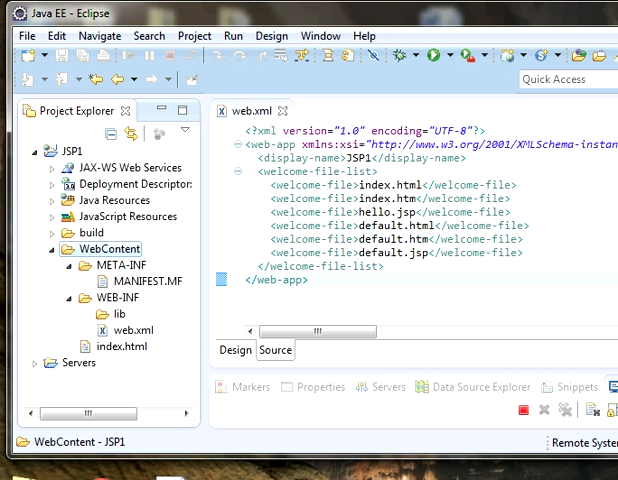 Java EE - Eclipse
File Edit Navigate Search Project Run Design Window Help
Quick Access
Project Explorer
JSP1
JAX-WS Web Services
Deployment Descriptor:
Java Resources
JavaScript Resources
build
WebContent
META-INF
MANIFEST.MF
WEB-INF
lib
web.xml
index.html
Servers
web.xml
<?xml version="1.0" encoding="UTF-8"?>
<web-app xmlns:xsi="http://www.w3.org/2001/XMLSchema-instan
<display-name>JSP1</display-name>
<welcome-file-list>
<welcome-file>index.html</welcome-file>
<welcome-file>index.htm</welcome-file>
<welcome-file>hello.jsp</welcome-file>
<welcome-file>default.html</welcome-file>
<welcome-file>default.htm</welcome-file>
<welcome-file>default.jsp</welcome-file>
</welcome-file-list>
</web-app>
Design Source
Markers Properties Servers Data Source Explorer Snippets
WebContent - JSP1
Remote Syste